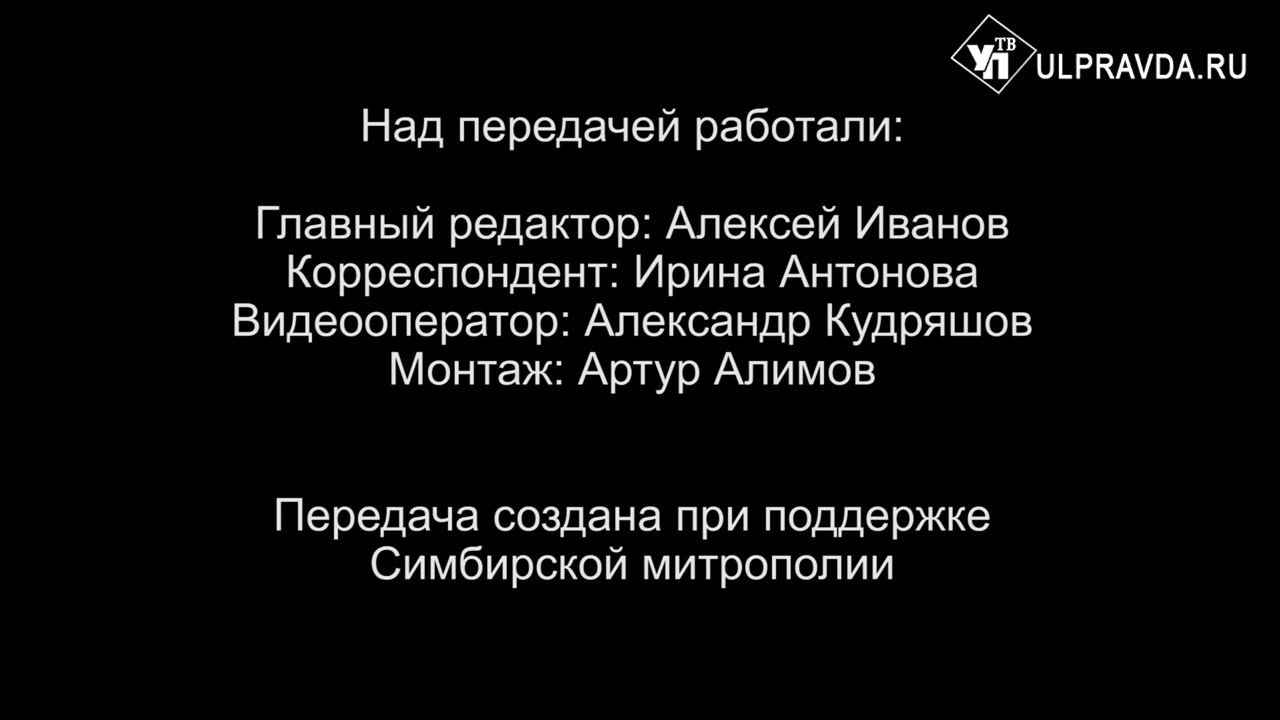 УП ТВ ULPRAVDA.RU
Над передачей работали:
Главный редактор: Алексей Иванов
Корреспондент: Ирина Антонова
Видеооператор: Александр Кудряшов
Монтаж: Артур Алимов
Передача создана при поддержке
Симбирской митрополии